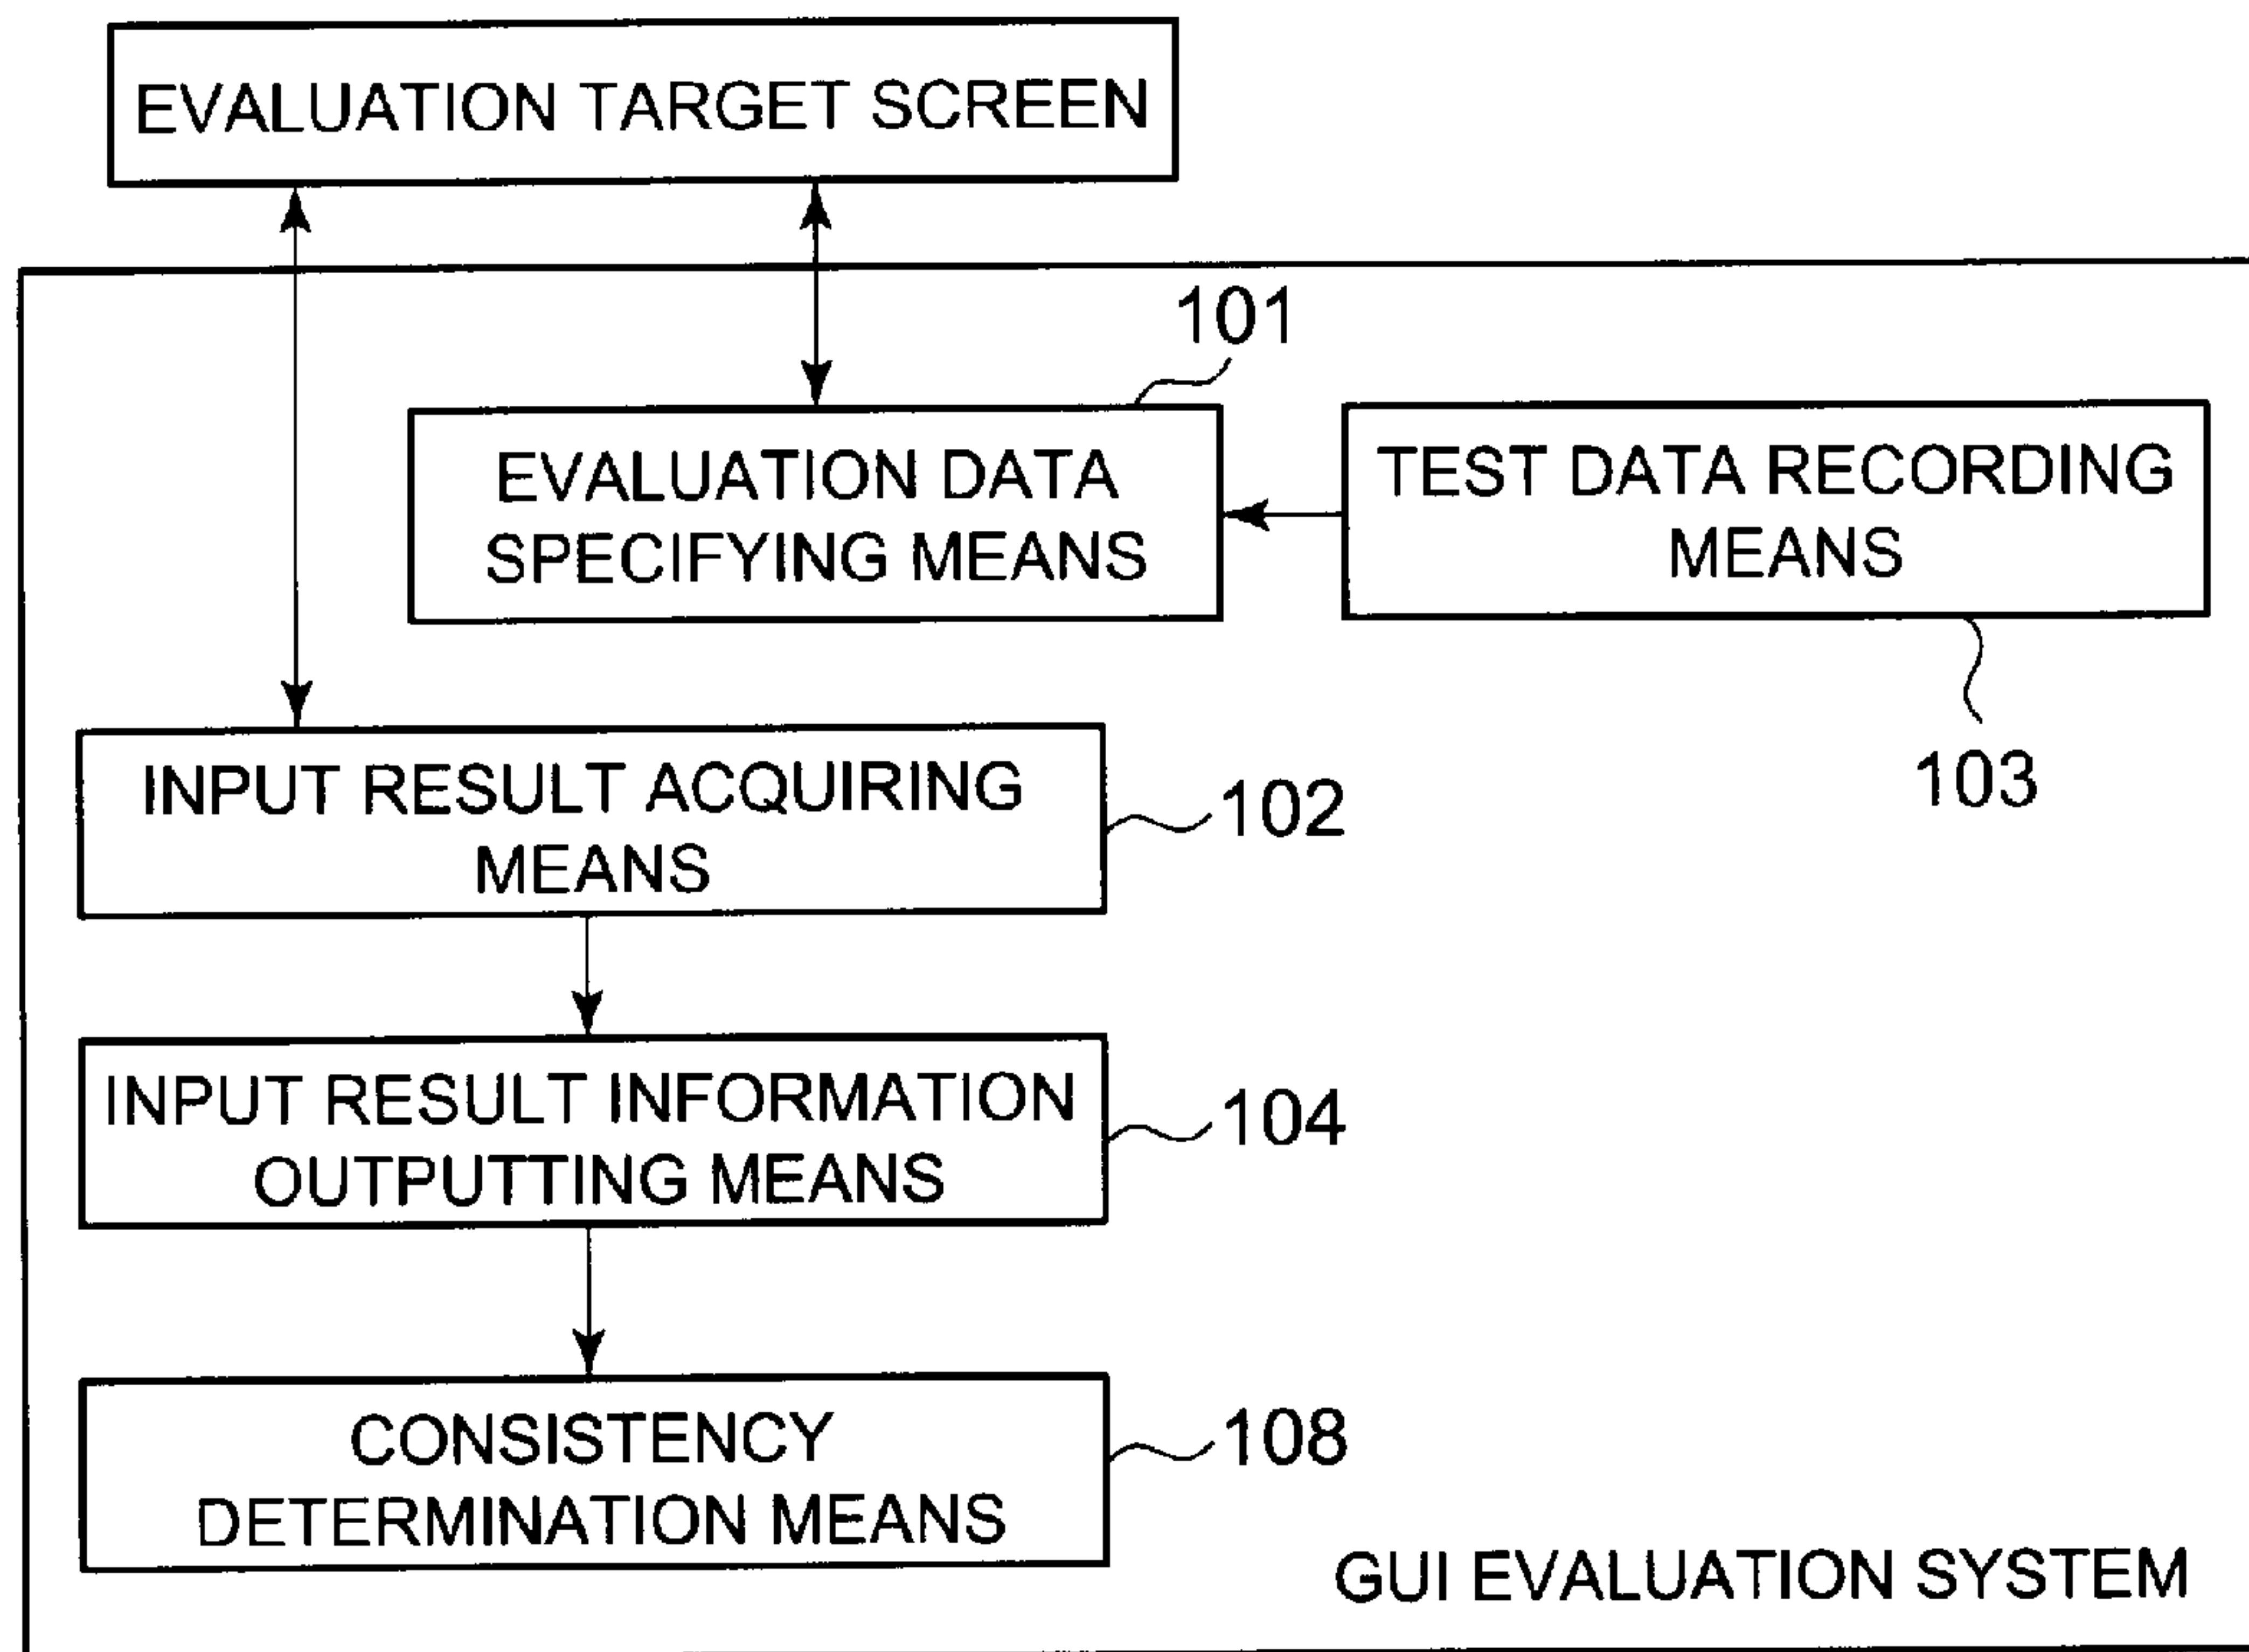 EVALUATION TARGET SCREEN
101
EVALUATION DATA
SPECIFYING MEANS
TEST DATA RECORDING
MEANS
103
INPUT RESULT ACQUIRING
MEANS
102
INPUT RESULT INFORMATION
OUTPUTTING MEANS
104
CONSISTENCY
DETERMINATION MEANS
108
GUI EVALUATION SYSTEM